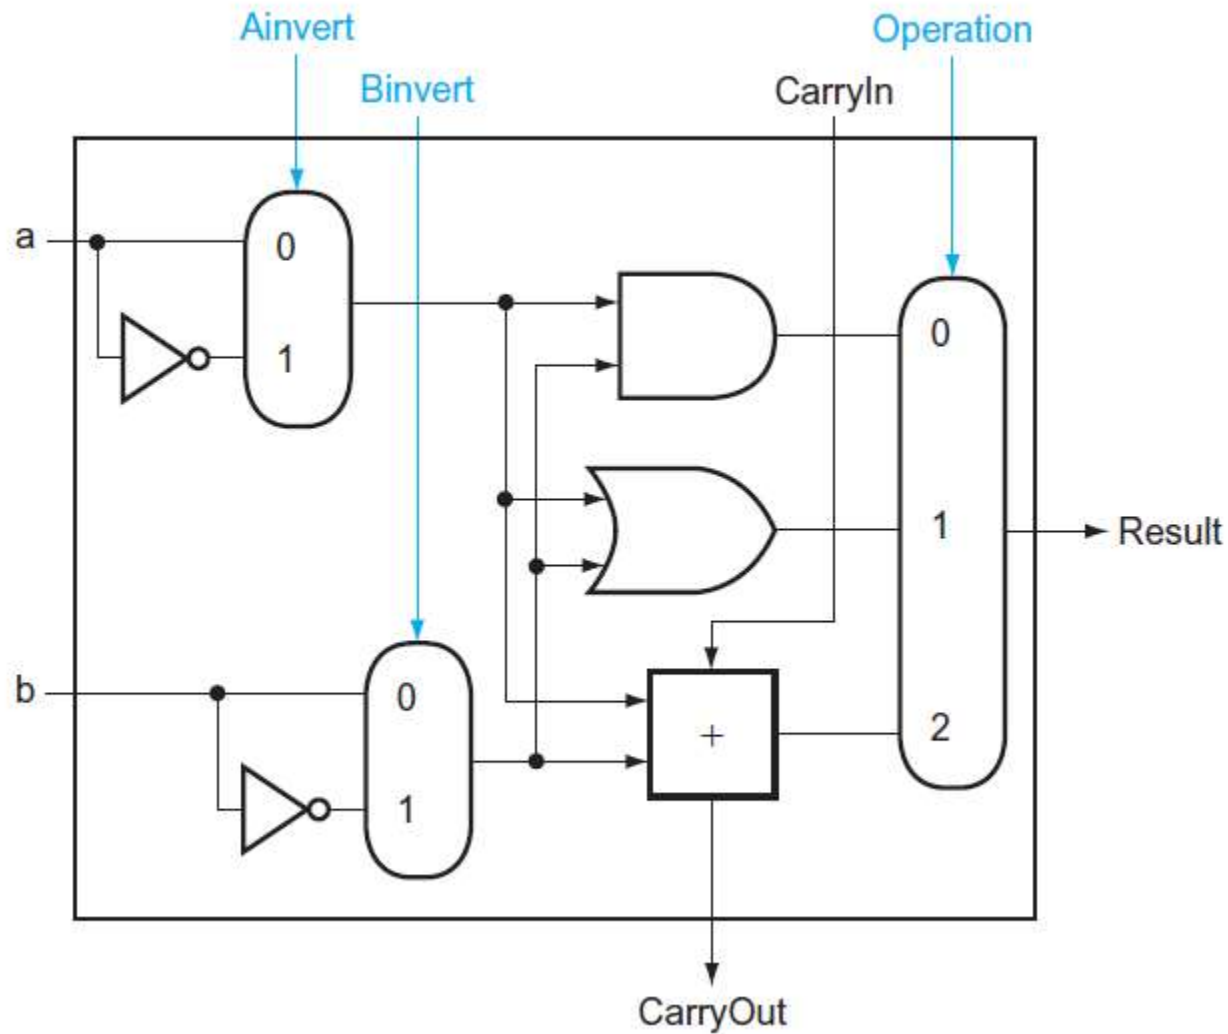 Ainvert
Operation
Binvert
CarryIn
a
0
1
0
1
Result
b
0
1
+
2
CarryOut